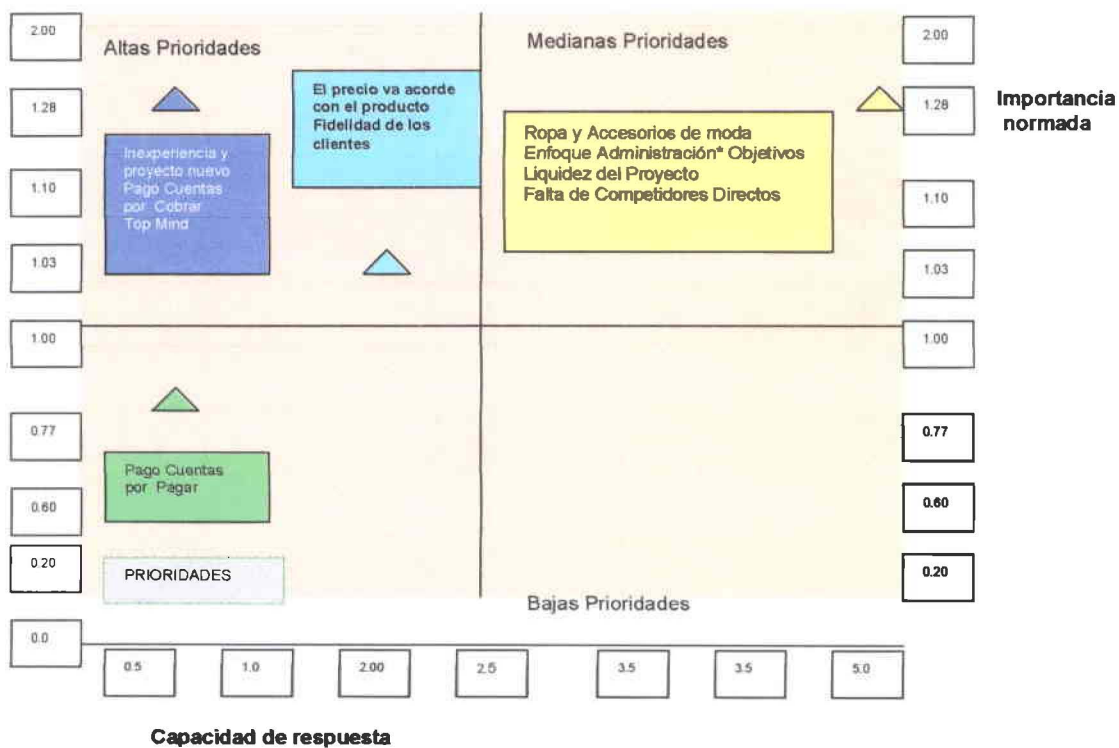 2.00
Altas Prioridades
Medianas Prioridades
2.00
1.28
El precio va acorde
con el producto
Fidelidad de los
clientes
1.28
Importancia
normada
Inexperiencia y
proyecto nuevo
Pago Cuentas
por Cobrar
Top Mind
Ropa y Accesorios de moda
Enfoque Administración* Objetivos
Liquidez del Proyecto
Falta de Competidores Directos
1.10
1.10
1.03
1.03
1.00
1.00
0.77
0.77
Pago Cuentas
por Pagar
0.60
0.60
0.20
PRIORIDADES
0.20
Bajas Prioridades
0.0
0.5
1.0
2.00
2.5
3.5
3.5
5.0
Capacidad de respuesta